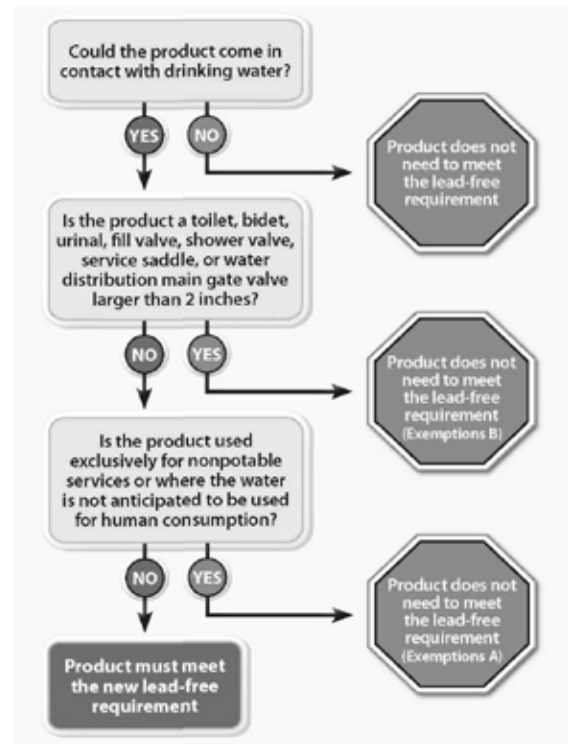 Could the product come in
contact with drinking water?
YES
NO
Product does not
need to meet
the lead-free
requirement
Is the product a toilet, bidet,
urinal, fill valve, shower valve,
service saddle, or water
distribution main gate valve
larger than 2 inches?
NO
YES
Product does not
need to meet
the lead-free
requirement
(Exemptions B)
Is the product used
exclusively for nonpotable
services or where the water
is not anticipated to be used
for human consumption?
NO
YES
Product does not
need to meet
the lead-free
requirement
(Exemptions A)
Product must meet
the new lead-free
requirement